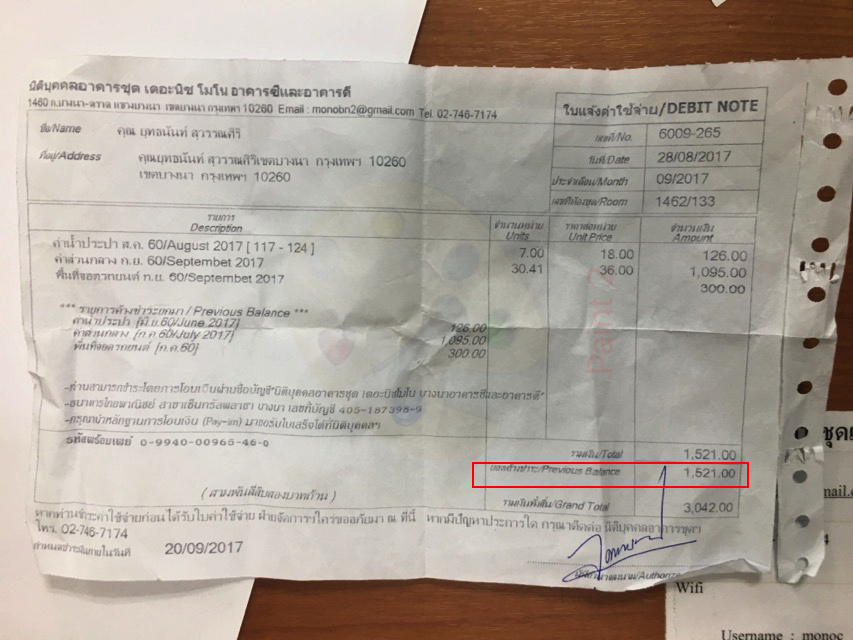 นิติบุคคลอาคารชุด เดอะนิช โมโน อาคารซีและอาคารดี
1460 ถ.บางนา-ตราด แขวงบางนา เขตบางนา กรุงเทพฯ 10260 Email : monobn2@gmail.com Tel. 02-746-7174
ใบแจ้งค่าใช้จ่าย/DEBIT NOTE
ชื่อ/Name คุณ ยุทธนันท์ สุวรรณศิริ
เลขที่/No. 6009-265
ที่อยู่/Address คุณยุทธนันท์ สุวรรณศิริเขตบางนา กรุงเทพฯ 10260
วันที่/Date 28/08/2017
เขตบางนา กรุงเทพฯ 10260
ประจำเดือน/Month 09/2017
เลขที่ห้องชุด/Room 1462/133
รายการ จำนวนหน่วย ราคาต่อหน่วย จำนวนเงิน
Description Units Unit Price Amount
ค่าน้ำประปา ส.ค. 60/August 2017 [ 117 - 124 ] 7.00 18.00 126.00
ค่าส่วนกลาง ก.ย. 60/Septembet 2017 30.41 36.00 1,095.00
พื้นที่จอดรถยนต์ ก.ย. 60/Septembet 2017 300.00
*** รายการค้างชำระยกมา / Previous Balance ***
ค่าน้ำประปา [มิ.ย.60/June 2017] 126.00
ค่าส่วนกลาง [ก.ค.60/July 2017] 1,095.00
พื้นที่จอดรถยนต์ [ก.ค.60] 300.00
Paint 2
-ท่านสามารถชำระโดยการโอนเงินผ่านชื่อบัญชี"นิติบุคคลอาคารชุด เดอะนิชโมโน บางนาอาคารซีและอาคารดี"
-ธนาคารไทยพาณิชย์ สาขาเซ็นทรัลพลาซา บางนา เลขที่บัญชี 405-187398-9
-กรุณานำหลักฐานการโอนเงิน (Pay-in) มาขอรับใบเสร็จได้ที่นิติบุคคลฯ
รหัสพร้อมเพย์ 0-9940-00965-46-0
รวมเงิน/Total 1,521.00
ยอดค้างชำระ/Previous Balance 1,521.00
( สามพันสี่สิบสองบาทถ้วน )
รวมเงินทั้งสิ้น/Grand Total 3,042.00
หากท่านชำระค่าใช้จ่ายก่อนได้รับใบค่าใช้จ่าย ฝ่ายจัดการฯใคร่ขออภัยมา ณ ที่นี้ หากมีปัญหาประการใด กรุณาติดต่อ นิติบุคคลอาคารชุดฯ
โทร. 02-746-7174
กำหนดชำระเงินภายในวันที่ 20/09/2017
Wifi
Username : monoc